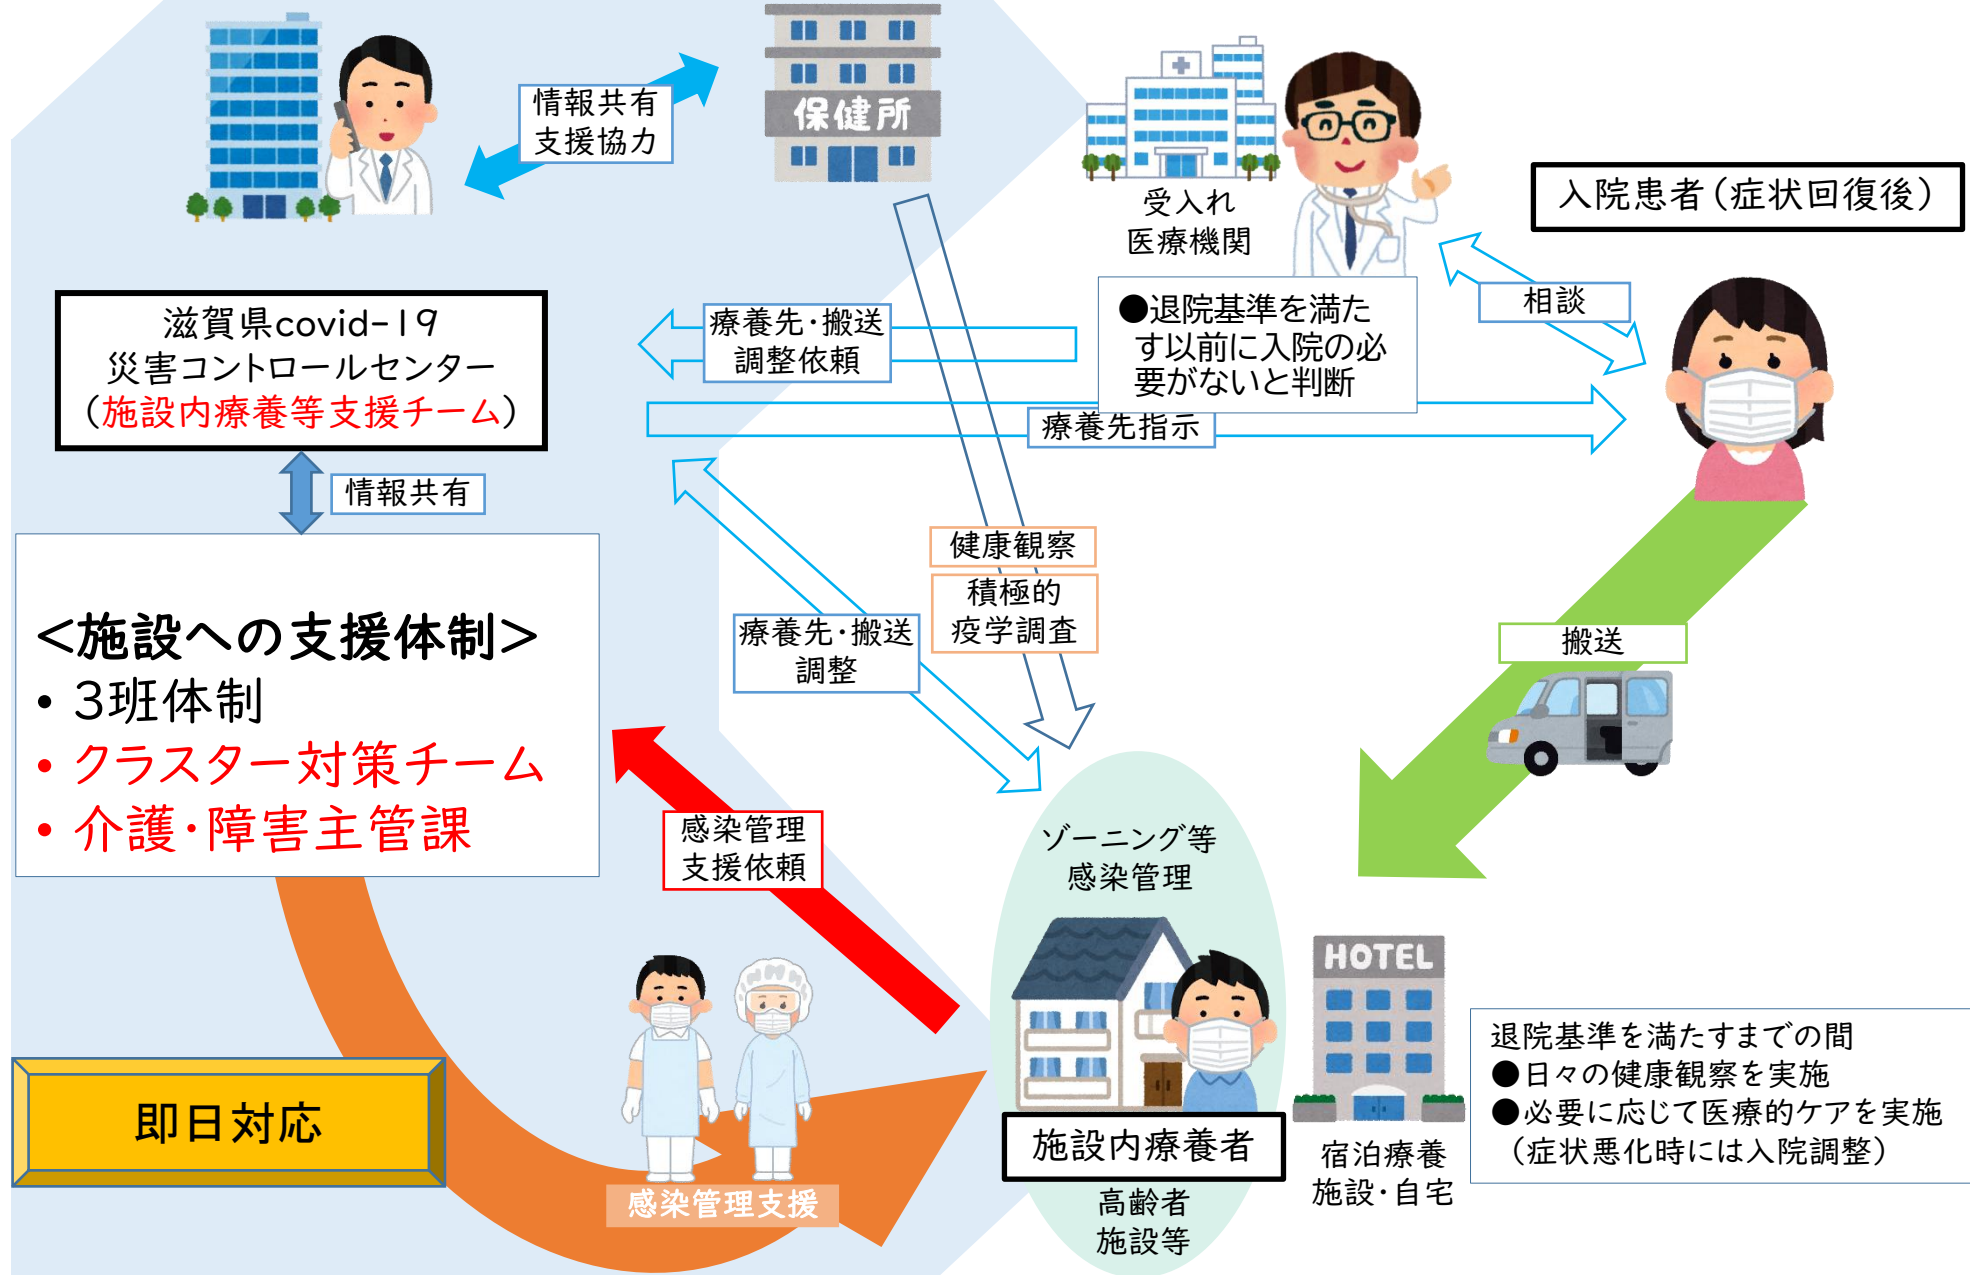 情報共有
支援協力
保健所
受入れ
医療機関
入院患者（症状回復後）
相談
滋賀県covid-19
災害コントロールセンター
（施設内療養等支援チーム）
療養先・搬送
調整依頼
●退院基準を満た
す以前に入院の必
要がないと判断
療養先指示
情報共有
健康観察
積極的
疫学調査
療養先・搬送
調整
搬送
＜施設への支援体制＞
• 3班体制
• クラスター対策チーム
• 介護・障害主管課
感染管理
支援依頼
ゾーニング等
感染管理
HOTEL
即日対応
感染管理支援
施設内療養者
高齢者
施設等
宿泊療養
施設・自宅
退院基準を満たすまでの間
●日々の健康観察を実施
●必要に応じて医療的ケアを実施
（症状悪化時には入院調整）